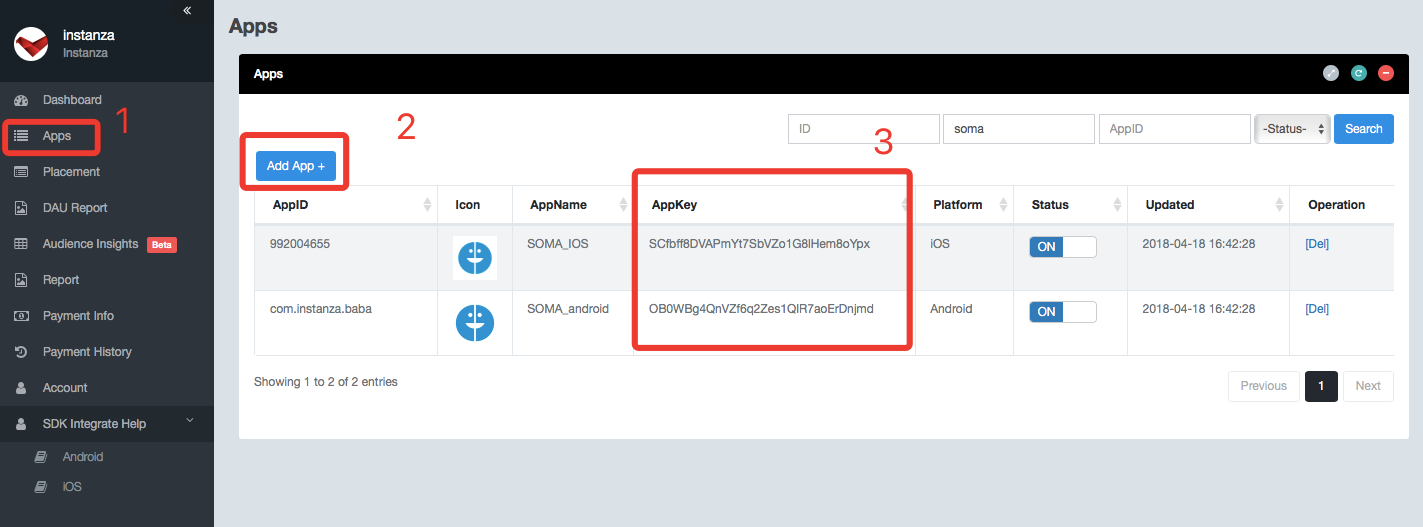 instanza
Instanza
Dashboard
Apps
1
Placement
DAU Report
Audience Insights Beta
Report
Payment Info
Payment History
Account
SDK Integrate Help
Android
iOS
Apps
Apps
ID soma AppID -Status- Search
2
3
Add App +
AppID Icon AppName AppKey Platform Status Updated Operation
992004655 SOMA_IOS SCfbff8DVAPmYt7SbVZo1G8IHem8oYpx iOS ON 2018-04-18 16:42:28 [Del]
com.instanza.baba SOMA_android OB0WBg4QnVZf6q2Zes1QIR7aoErDnjmd Android ON 2018-04-18 16:42:28 [Del]
Showing 1 to 2 of 2 entries
Previous 1 Next